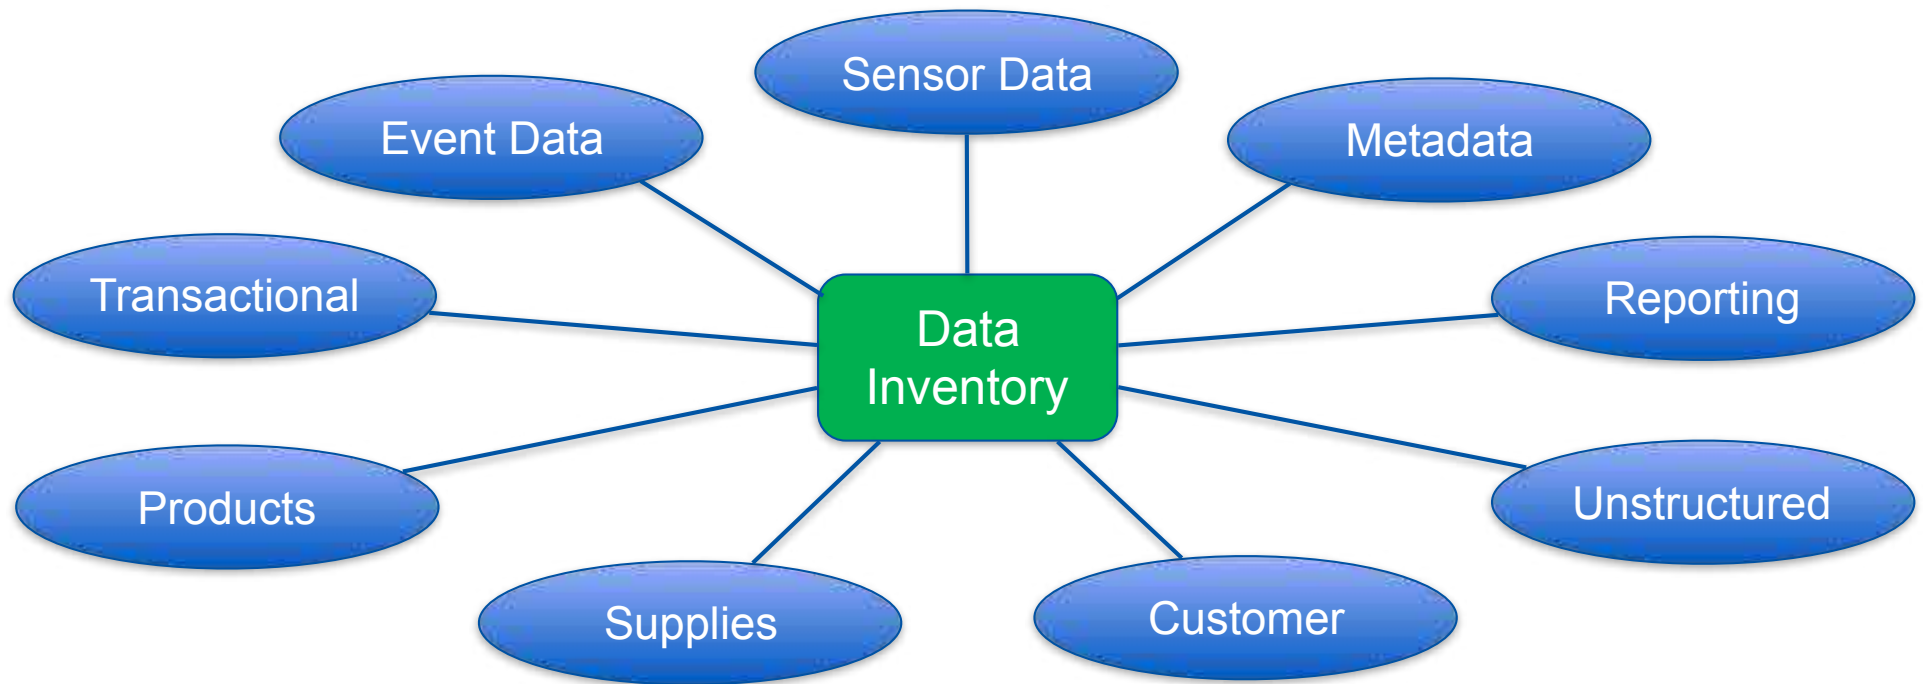 Sensor Data
Event Data
Metadata
Transactional
Reporting
Data
Inventory
Products
Unstructured
Supplies
Customer